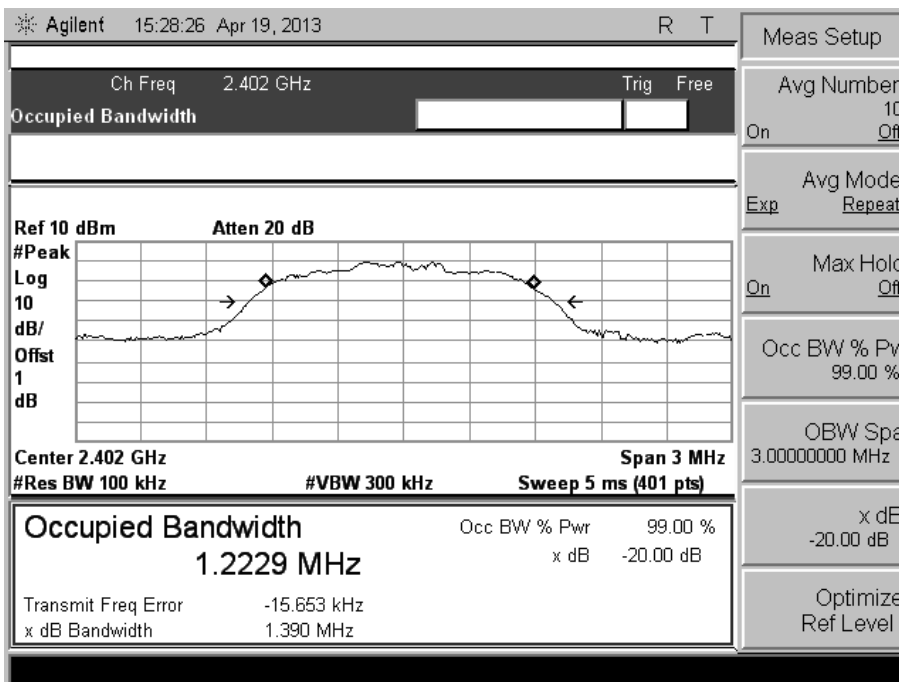 Agilent 15:28:26 Apr 19, 2013 R T
Ch Freq 2.402 GHz Trig Free
Occupied Bandwidth
Ref 10 dBm Atten 20 dB
#Peak
Log
10
dB/
Offst
1
dB
Center 2.402 GHz Span 3 MHz
#Res BW 100 kHz #VBW 300 kHz Sweep 5 ms (401 pts)
Occupied Bandwidth Occ BW % Pwr 99.00 %
1.2229 MHz x dB -20.00 dB
Transmit Freq Error -15.653 kHz
x dB Bandwidth 1.390 MHz
Meas Setup
Avg Number
10
On Off
Avg Mode
Exp Repeat
Max Hold
On Off
Occ BW % Pw
99.00 %
OBW Spa
3.00000000 MHz
x dB
-20.00 dB
Optimize
Ref Level